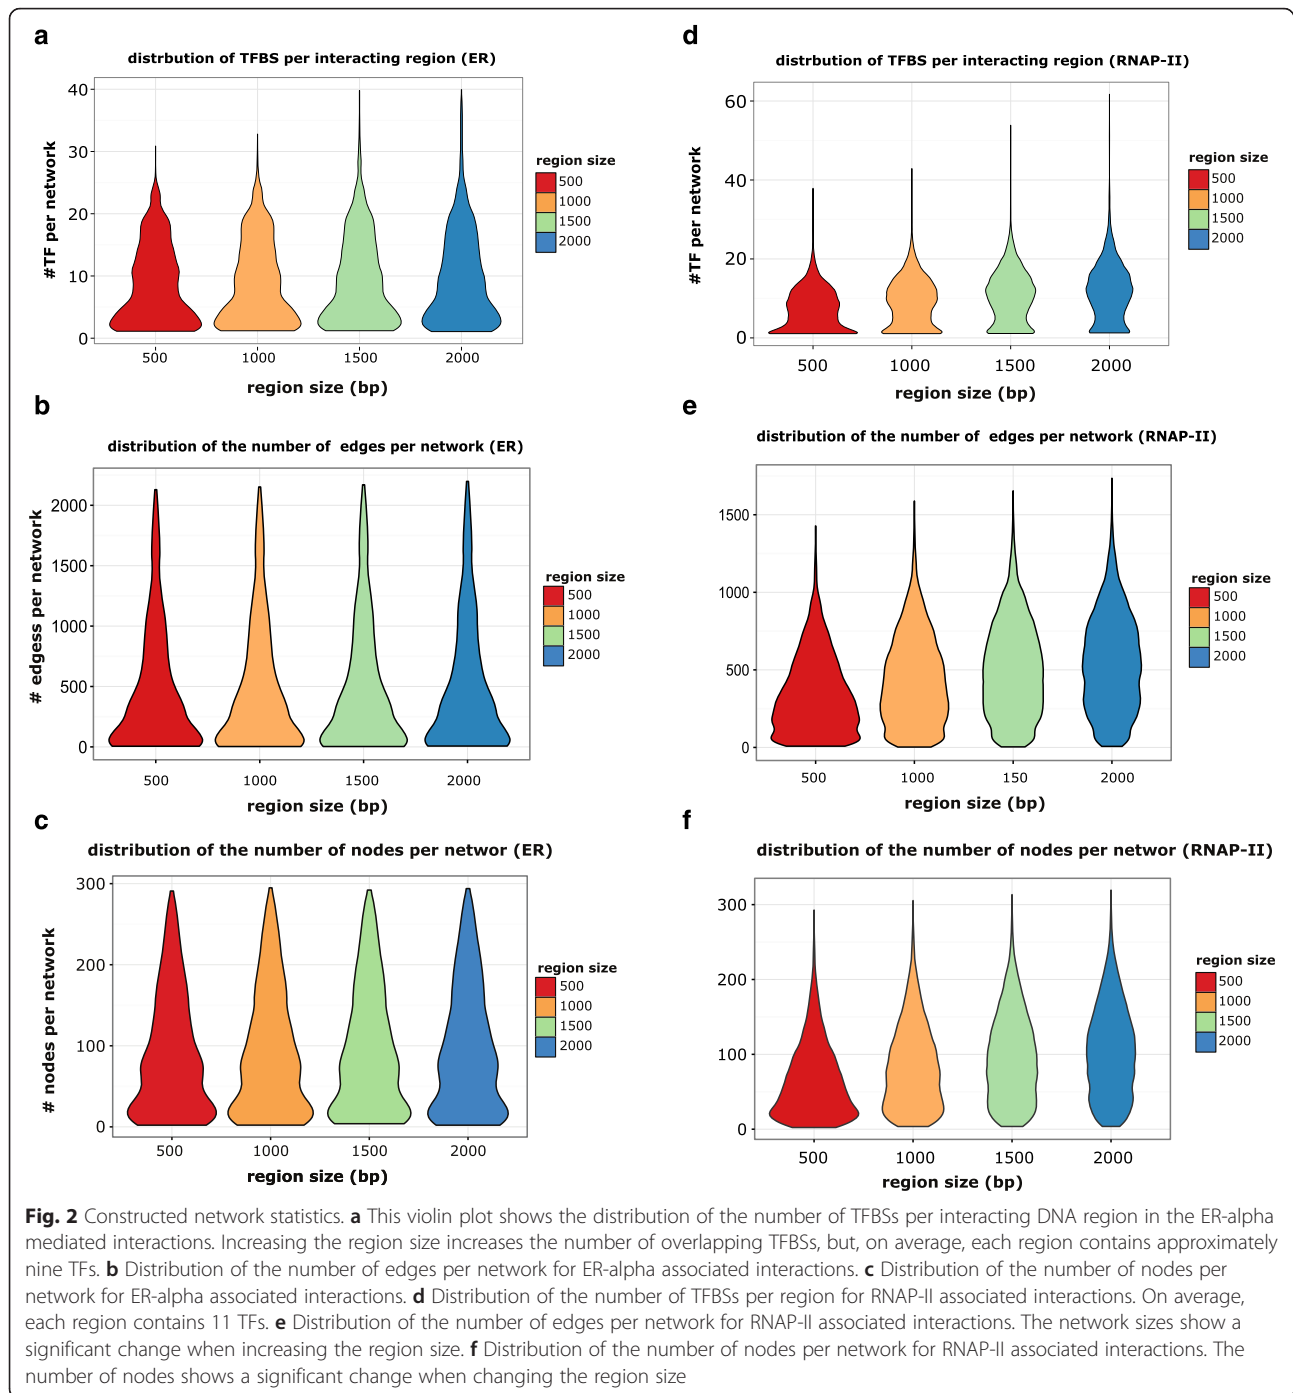 a
distrbution of TFBS per interacting region (ER)
#TF per network
40
30
20
10
0
500 1000 1500 2000
region size (bp)
region size
500
1000
1500
2000
b
distribution of the number of edges per network (ER)
# edgess per network
2000
1500
1000
500
0
500 1000 1500 2000
region size (bp)
region size
500
1000
1500
2000
c
distribution of the number of nodes per networ (ER)
# nodes per network
300
200
100
0
500 1000 1500 2000
region size (bp)
region size
500
1000
1500
2000
d
distrbution of TFBS per interacting region (RNAP-II)
#TF per network
60
40
20
0
500 1000 1500 2000
region size (bp)
region size
500
1000
1500
2000
e
distribution of the number of edges per network (RNAP-II)
1500
1000
500
0
500 1000 150 2000
region size (bp)
region size
500
1000
1500
2000
f
distribution of the number of nodes per networ (RNAP-II)
300
200
100
0
500 1000 1500 2000
region size (bp)
region size
500
1000
1500
2000
Fig. 2 Constructed network statistics. a This violin plot shows the distribution of the number of TFBSs per interacting DNA region in the ER-alpha
mediated interactions. Increasing the region size increases the number of overlapping TFBSs, but, on average, each region contains approximately
nine TFs. b Distribution of the number of edges per network for ER-alpha associated interactions. c Distribution of the number of nodes per
network for ER-alpha associated interactions. d Distribution of the number of TFBSs per region for RNAP-II associated interactions. On average,
each region contains 11 TFs. e Distribution of the number of edges per network for RNAP-II associated interactions. The network sizes show a
significant change when increasing the region size. f Distribution of the number of nodes per network for RNAP-II associated interactions. The
number of nodes shows a significant change when changing the region size